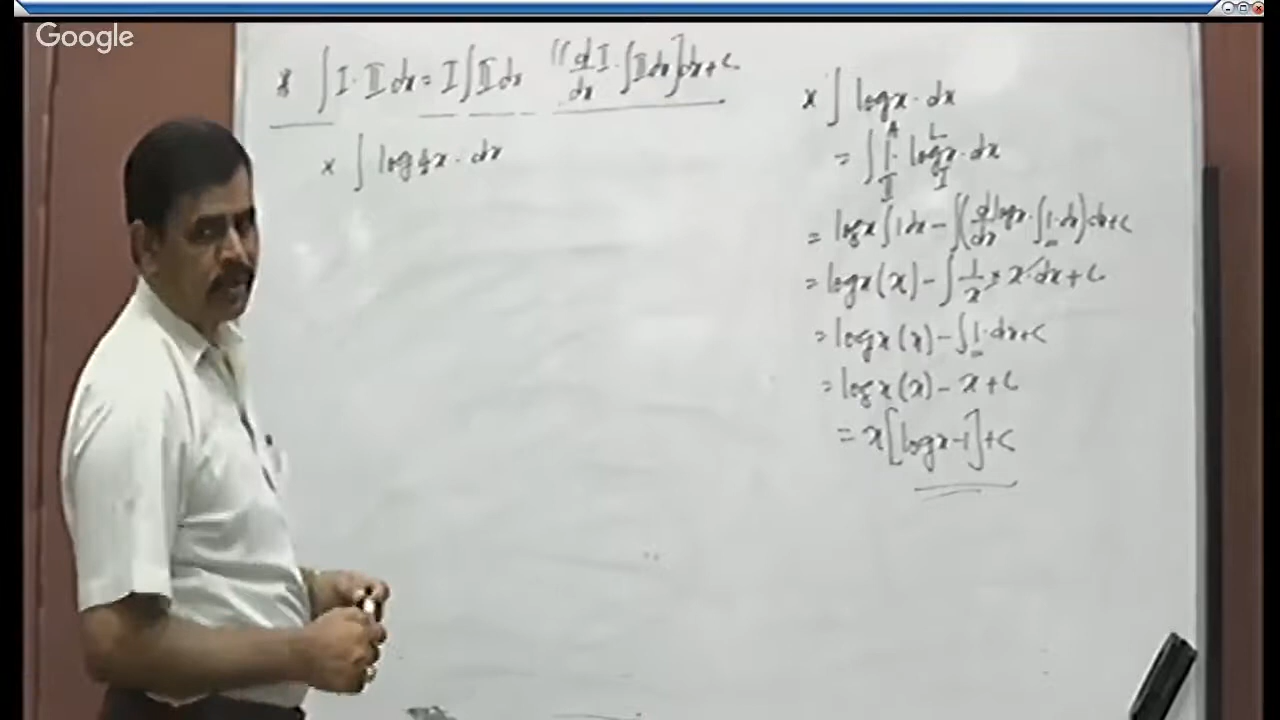 Google
* ∫ I · II dx = I ∫ II dx ∫[d/dx I · ∫ II dx] dx + C
x ∫ log x · dx
x ∫ log x · dx
= ∫ 1 · log x · dx
A L
II I
= log x ∫ 1 dx − ∫(d/dx log x · ∫ 1 · dx) dx + C
= log x (x) − ∫ 1/x × x · dx + C
= log x (x) − ∫ 1 · dx + C
= log x (x) − x + C
= x [log x − 1] + C